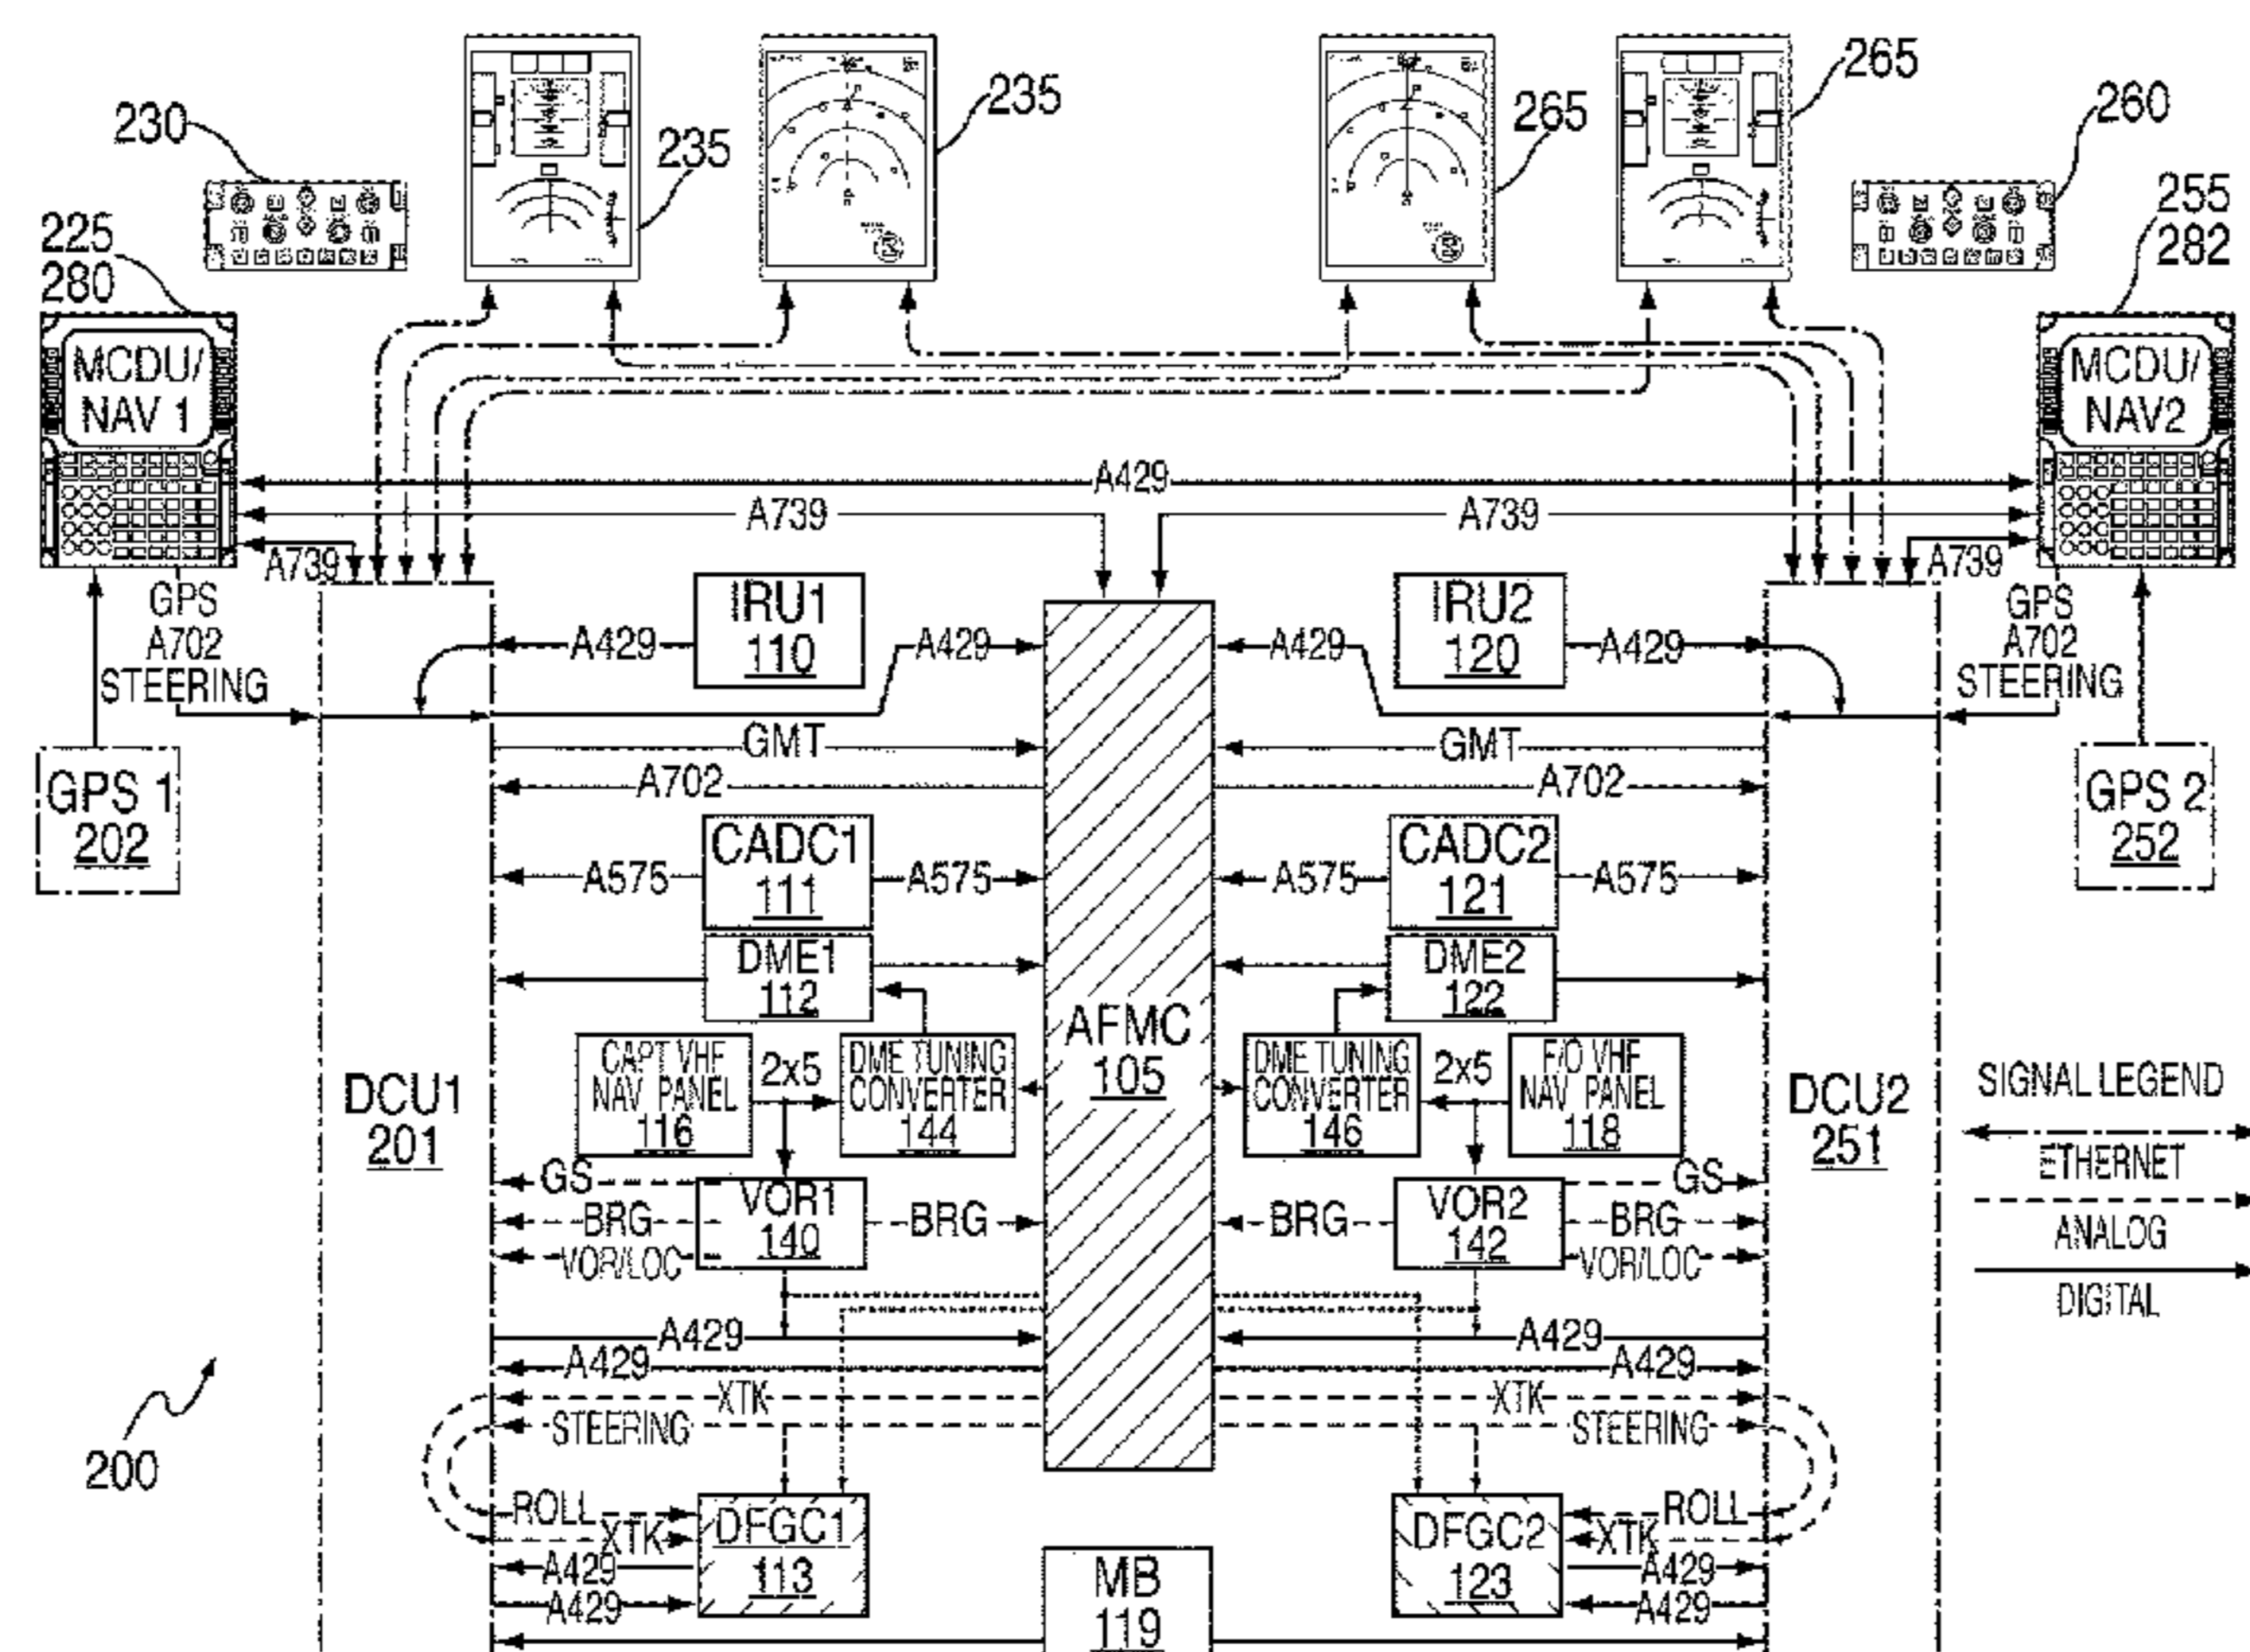 230
235
235
265
265
260
225
280
255
282
MCDU/
NAV 1
MCDU/
NAV2
A429
A739
A739
A739
A739
GPS
A702
STEERING
GPS
A702
STEERING
IRU1
110
IRU2
120
A429
A429
A429
A429
GMT
GMT
A702
A702
GPS 1
202
GPS 2
252
CADC1
111
CADC2
121
A575
A575
A575
A575
DME1
112
DME2
122
AFMC
105
CAPT VHF
NAV PANEL
116
2x5
DME TUNING
CONVERTER
144
DME TUNING
CONVERTER
146
2x5
F/O VHF
NAV PANEL
118
DCU1
201
DCU2
251
SIGNAL LEGEND
ETHERNET
ANALOG
DIGITAL
GS
BRG
VOR/LOC
VOR1
140
BRG
BRG
VOR2
142
GS
BRG
VOR/LOC
A429
A429
A429
A429
XTK
XTK
STEERING
STEERING
200
ROLL
XTK
A429
A429
DFGC1
113
MB
119
DFGC2
123
ROLL
XTK
A429
A429